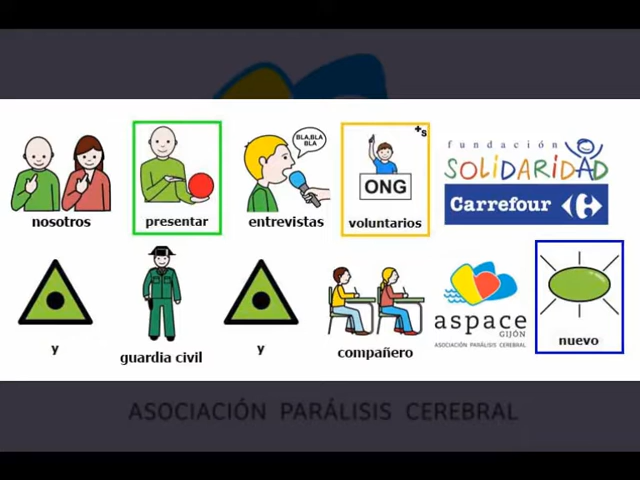 BLA,BLA
BLA
+s
ONG
nosotros
presentar
entrevistas
voluntarios
fundación
SOLIDARIDAD
Carrefour
y
guardia civil
y
compañero
aspace
GIJÓN
ASOCIACIÓN PARÁLISIS CEREBRAL
nuevo
ASOCIACIÓN PARÁLISIS CEREBRAL